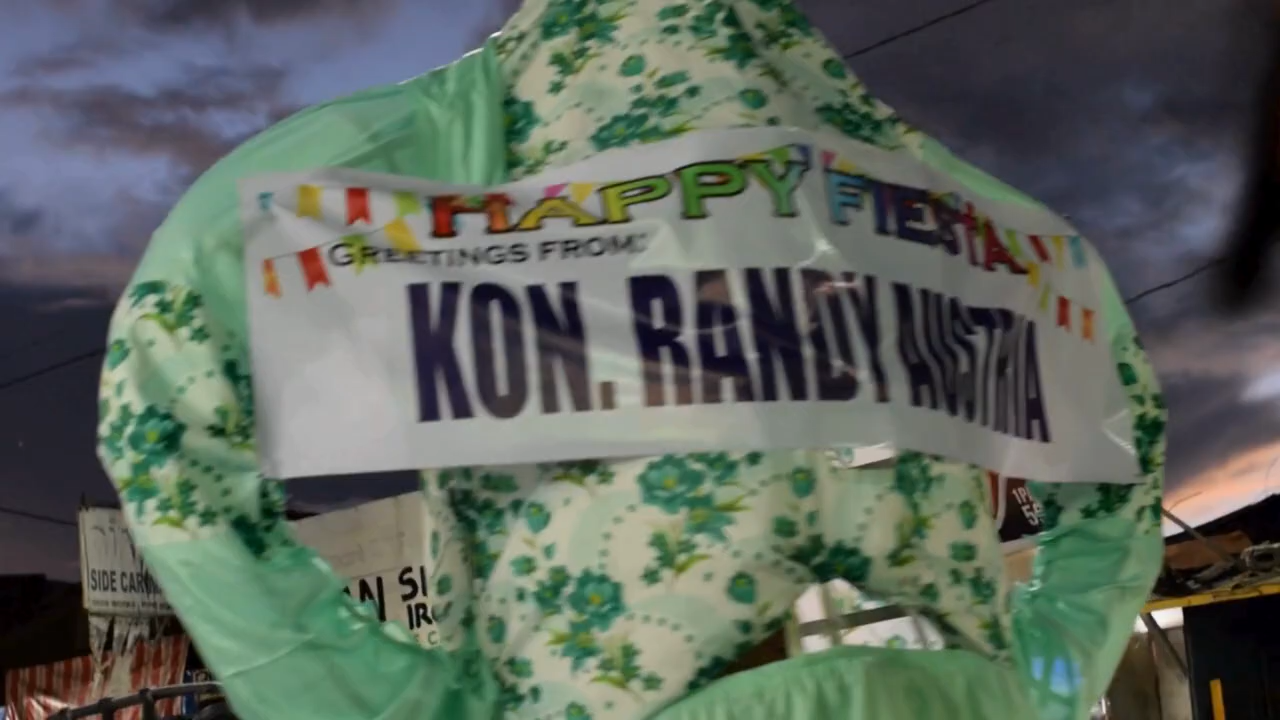 HAPPY FIESTA
GREETINGS FROM:
KON. RANDY AUSTRIA
SIDE CAR